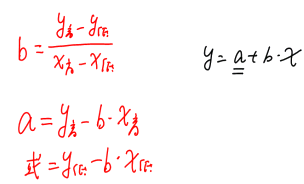 b = (y高 - y低) / (x高 - x低)
y = a + b · x
a = y高 - b · x高
或 = y低 - b · x低